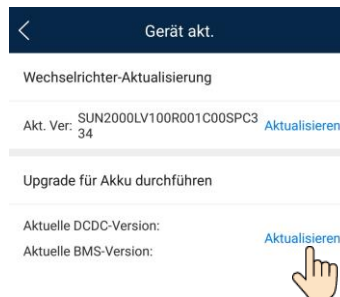 Gerät akt.
Wechselrichter-Aktualisierung
Akt. Ver: SUN2000LV100R001C00SPC3
34 Aktualisieren
Upgrade für Akku durchführen
Aktuelle DCDC-Version:
Aktualisieren
Aktuelle BMS-Version: